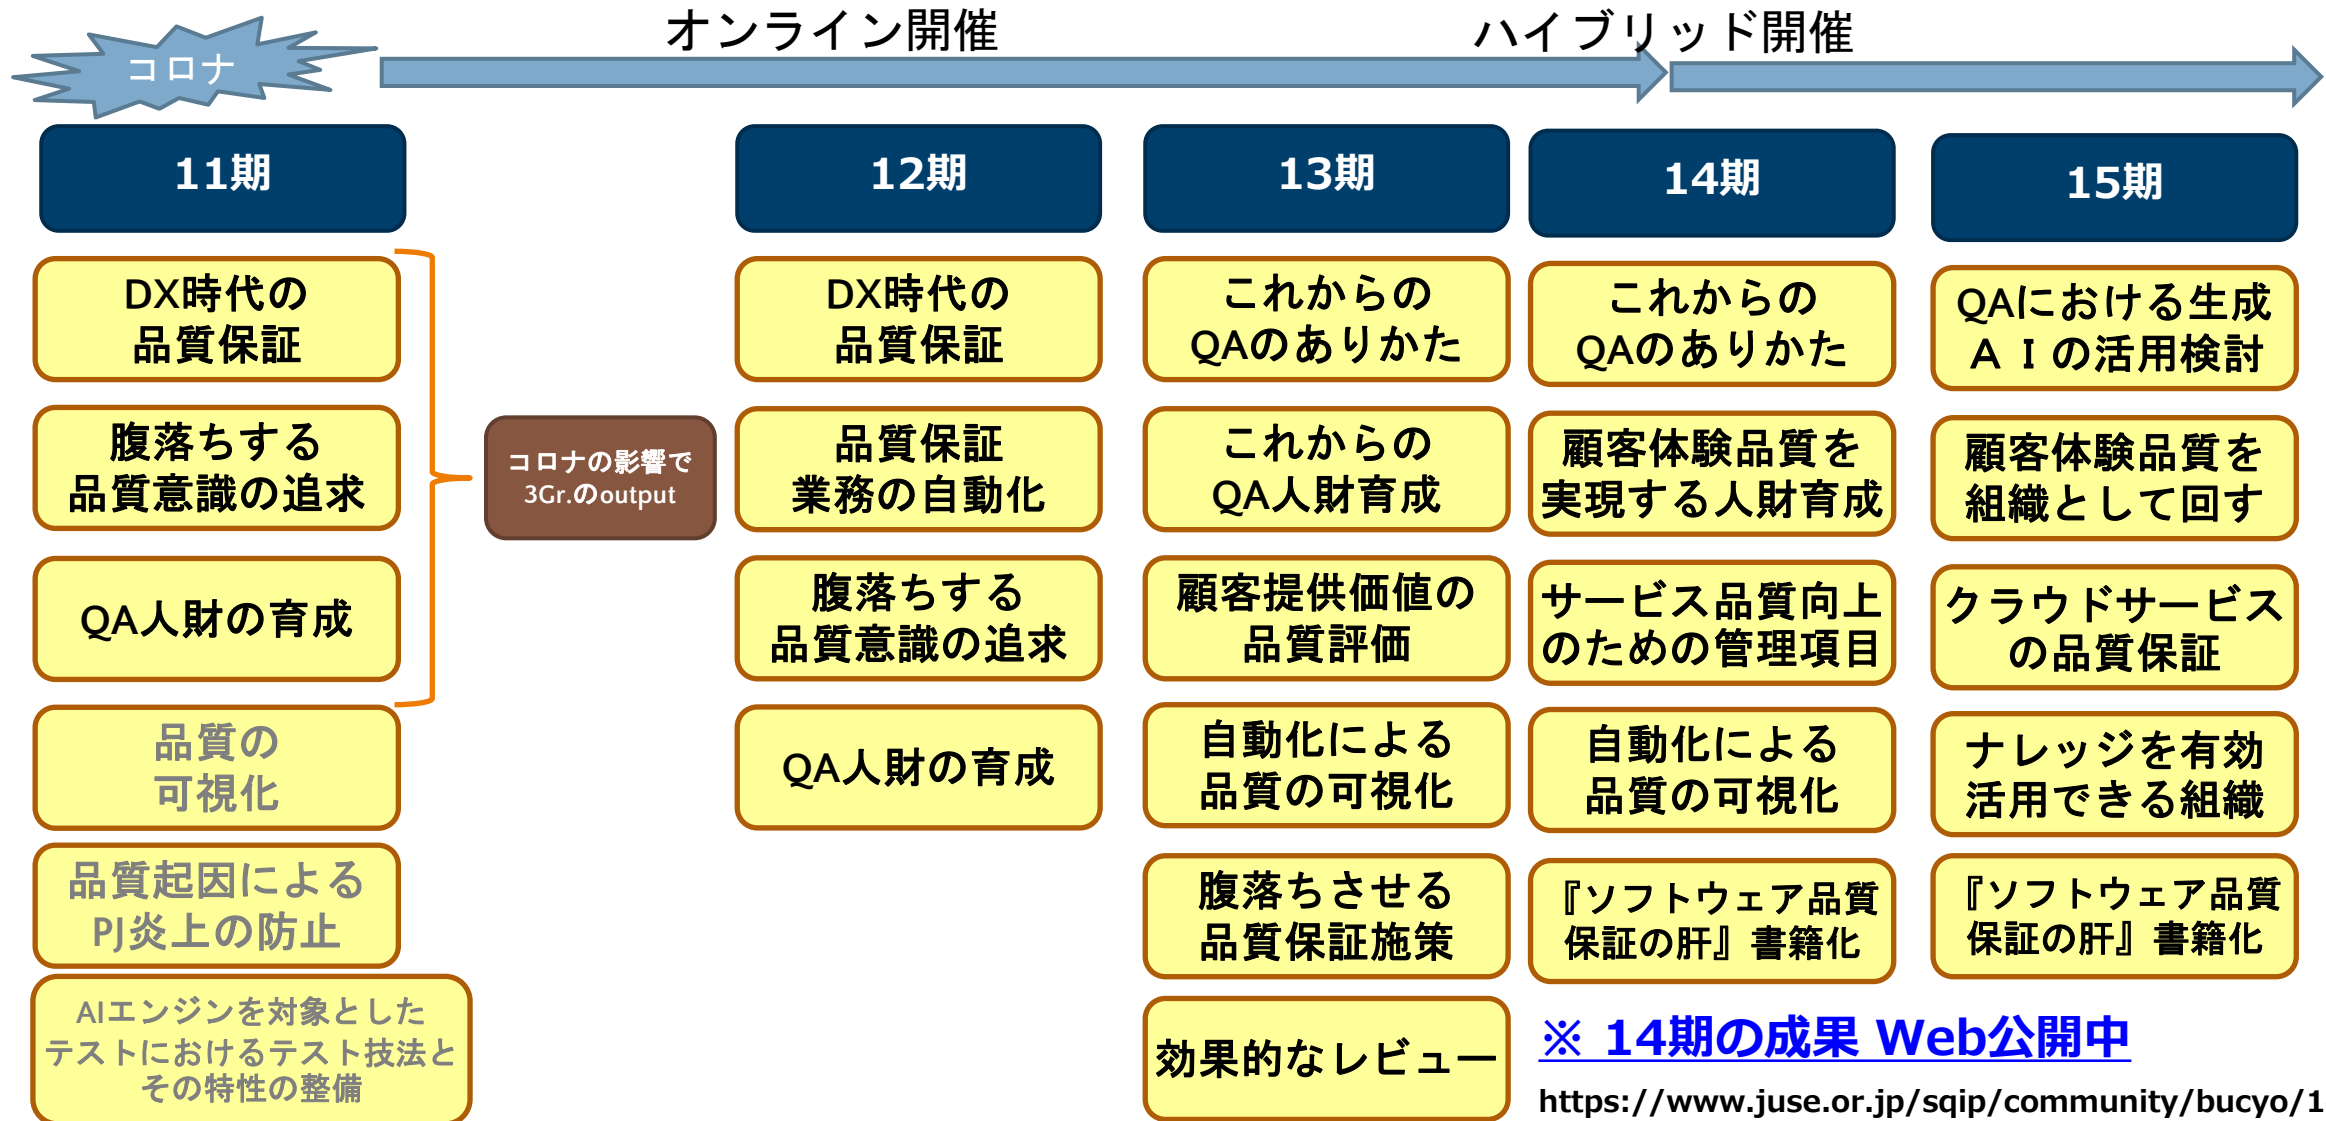 コロナ
オンライン開催
ハイブリッド開催
11期
DX時代の
品質保証
腹落ちする
品質意識の追求
QA人財の育成
品質の
可視化
品質起因による
PJ炎上の防止
AIエンジンを対象とした
テストにおけるテスト技法と
その特性の整備
コロナの影響で
3Gr.のoutput
12期
DX時代の
品質保証
品質保証
業務の自動化
腹落ちする
品質意識の追求
QA人財の育成
13期
これからの
QAのありかた
これからの
QA人財育成
顧客提供価値の
品質評価
自動化による
品質の可視化
腹落ちさせる
品質保証施策
効果的なレビュー
14期
これからの
QAのありかた
顧客体験品質を
実現する人財育成
サービス品質向上
のための管理項目
自動化による
品質の可視化
『ソフトウェア品質
保証の肝』書籍化
15期
QAにおける生成
ＡＩの活用検討
顧客体験品質を
組織として回す
クラウドサービス
の品質保証
ナレッジを有効
活用できる組織
『ソフトウェア品質
保証の肝』書籍化
※ 14期の成果 Web公開中
https://www.juse.or.jp/sqip/community/bucyo/1